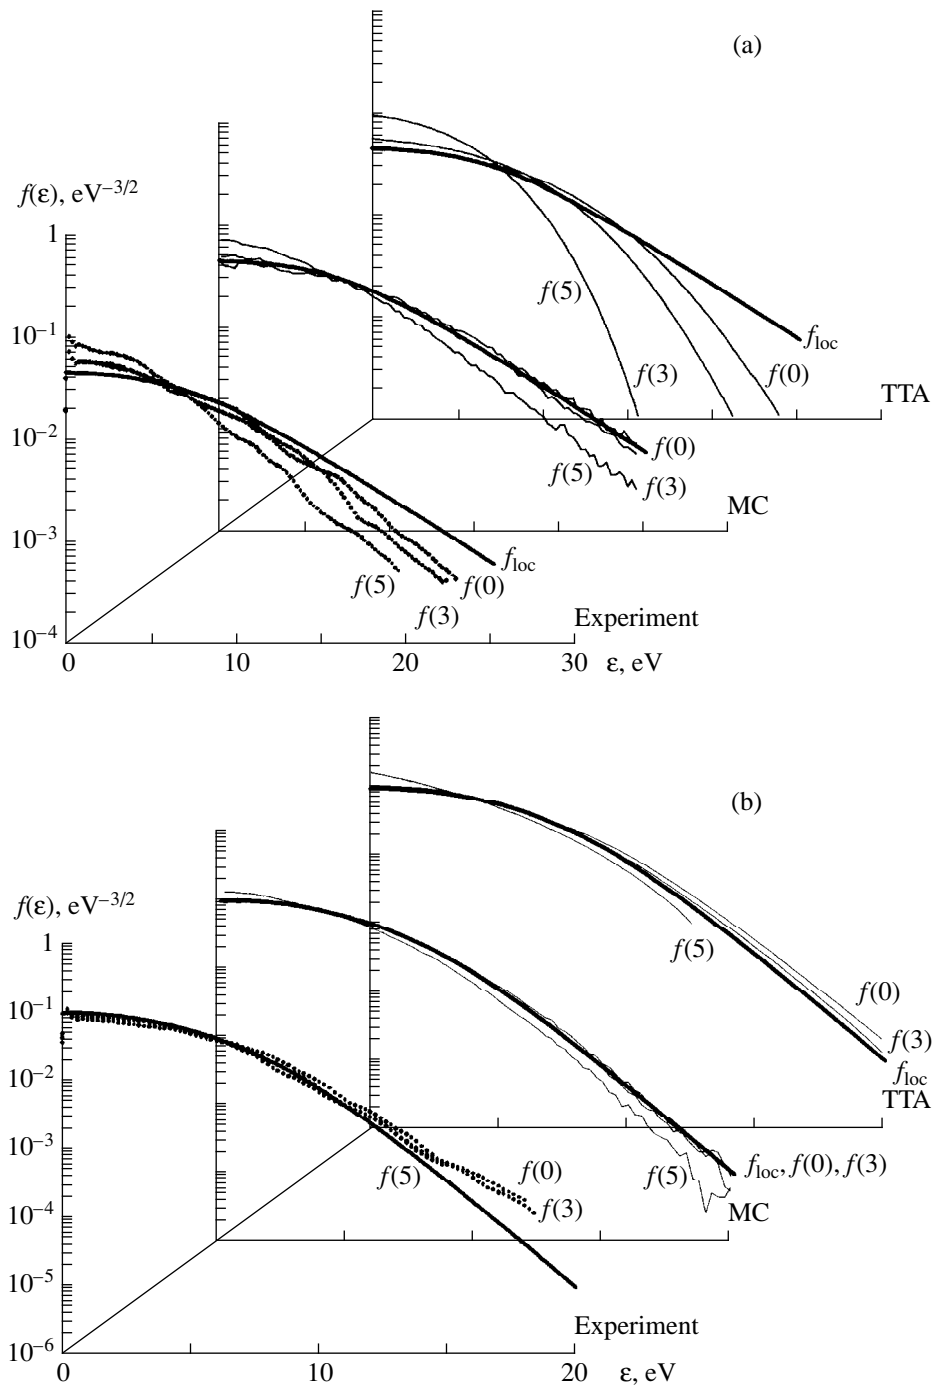 (a)
f(ε), eV⁻³/²
1
10⁻¹
f(5)
f_loc
f(3)
f(0)
TTA
10⁻²
f(0)
f(5)
f(3)
MC
10⁻³
f_loc
f(5)
f(0)
f(3)
Experiment
10⁻⁴
0
10
20
30
ε, eV
(b)
f(ε), eV⁻³/²
1
f(5)
f(0)
10⁻¹
f(3)
f_loc
10⁻²
TTA
10⁻³
f(5)
f(0)
f(5)
f_loc, f(0), f(3)
f(3)
MC
10⁻⁴
10⁻⁵
Experiment
10⁻⁶
0
10
20
ε, eV